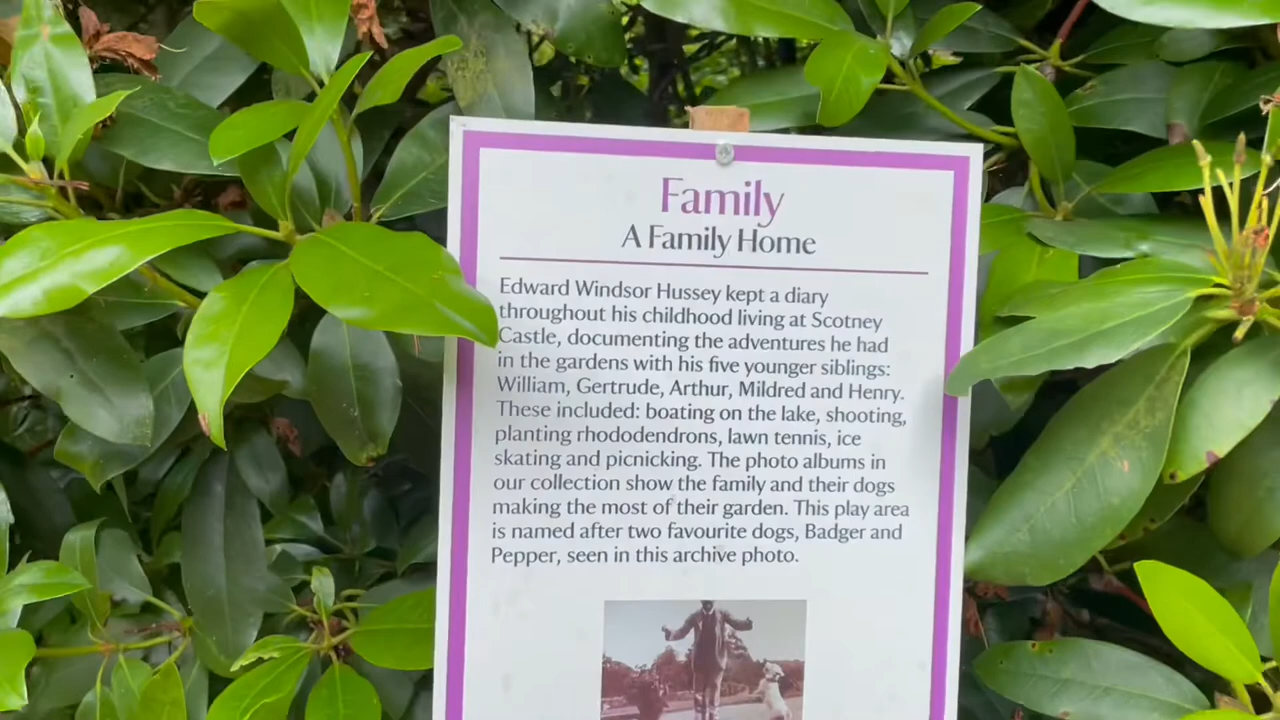 Family
A Family Home
Edward Windsor Hussey kept a diary
throughout his childhood living at Scotney
Castle, documenting the adventures he had
in the gardens with his five younger siblings:
William, Gertrude, Arthur, Mildred and Henry.
These included: boating on the lake, shooting,
planting rhododendrons, lawn tennis, ice
skating and picnicking. The photo albums in
our collection show the family and their dogs
making the most of their garden. This play area
is named after two favourite dogs, Badger and
Pepper, seen in this archive photo.